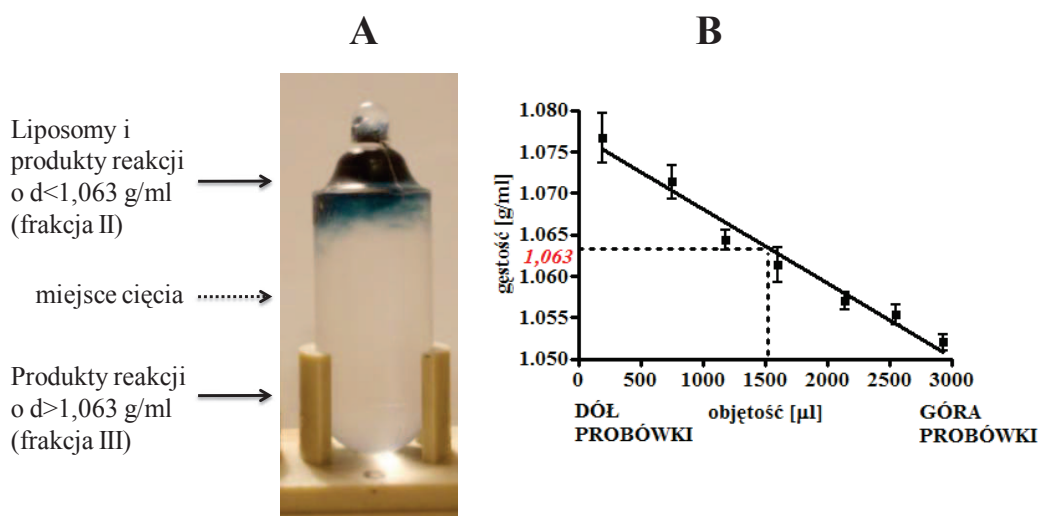 A
B
Liposomy i
produkty reakcji
o d<1,063 g/ml
(frakcja II)
miejsce cięcia
Produkty reakcji
o d>1,063 g/ml
(frakcja III)
gęstość [g/ml]
1.080
1.075
1.070
1.065
1,063
1.060
1.055
1.050
0 500 1000 1500 2000 2500 3000
DÓŁ
PROBÓWKI
objętość [µl]
GÓRA
PROBÓWKI